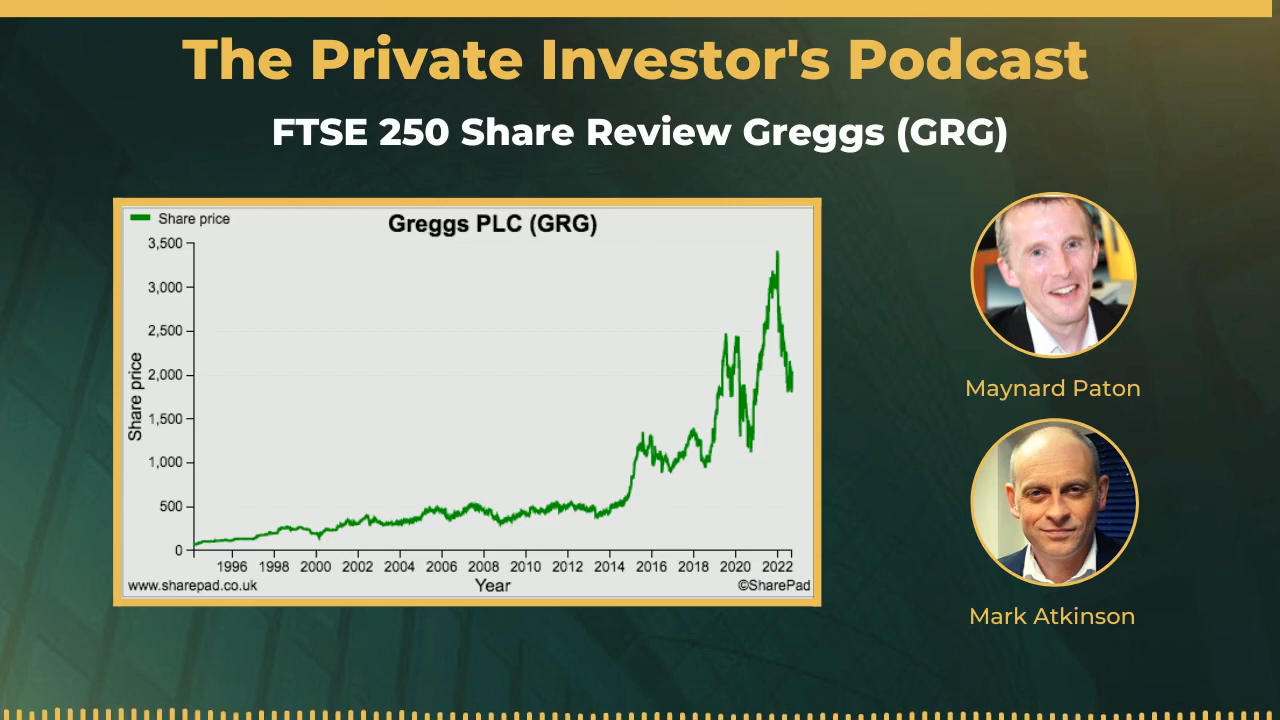 The Private Investor's Podcast
FTSE 250 Share Review Greggs (GRG)
Share price
Greggs PLC (GRG)
3,500
3,000
2,500
2,000
1,500
1,000
500
0
Share price
1996 1998 2000 2002 2004 2006 2008 2010 2012 2014 2016 2018 2020 2022
www.sharepad.co.uk
Year
©SharePad
Maynard Paton
Mark Atkinson